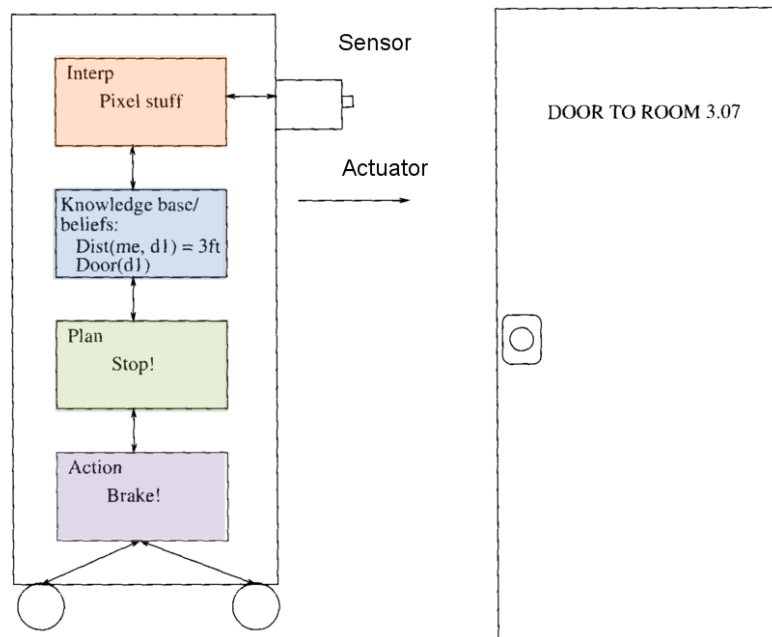 Sensor
Interp
Pixel stuff
DOOR TO ROOM 3.07
Actuator
Knowledge base/
beliefs:
Dist(me, d1) = 3ft
Door(d1)
Plan
Stop!
Action
Brake!